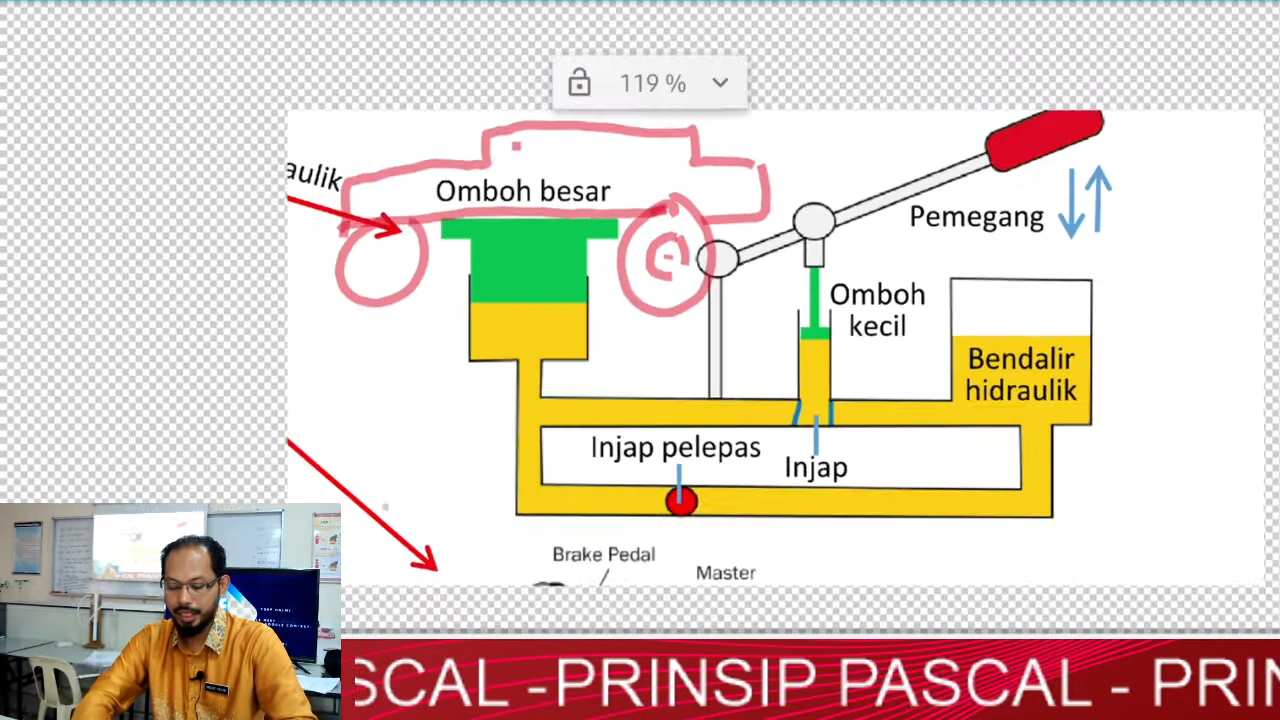 119 %
aulik
Omboh besar
Pemegang
Omboh
kecil
Bendalir
hidraulik
Injap pelepas
Injap
Brake Pedal
Master
SCAL - PRINSIP PASCAL - PRIN